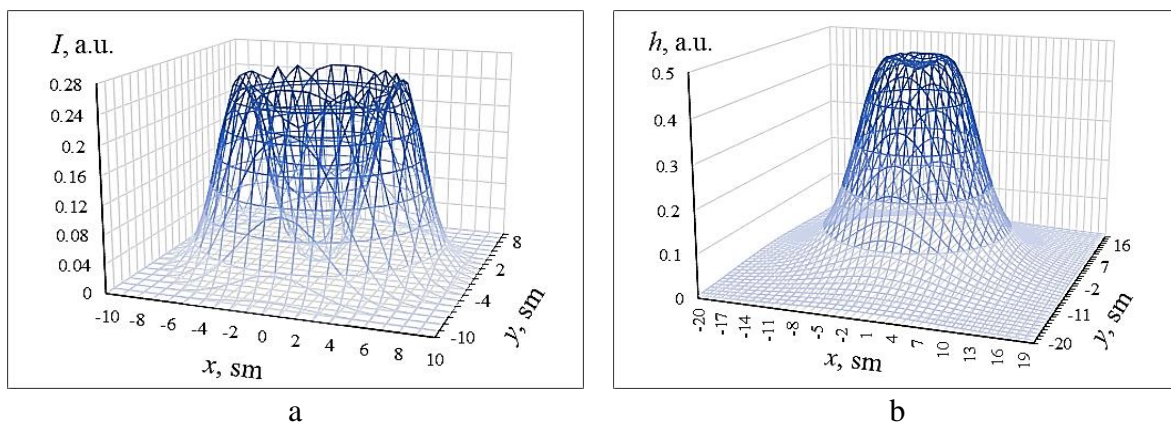 I, a.u.
0.28
0.24
0.2
0.16
0.12
0.08
0.04
0
-10 -8 -6 -4 -2 0 2 4 6 8 10
x, sm
-10 -4 2 8
y, sm
a
h, a.u.
0.5
0.4
0.3
0.2
0.1
0
-20 -17 -14 -11 -8 -5 -2 1 4 7 10 13 16 19
x, sm
-20 -11 -2 7 16
y, sm
b